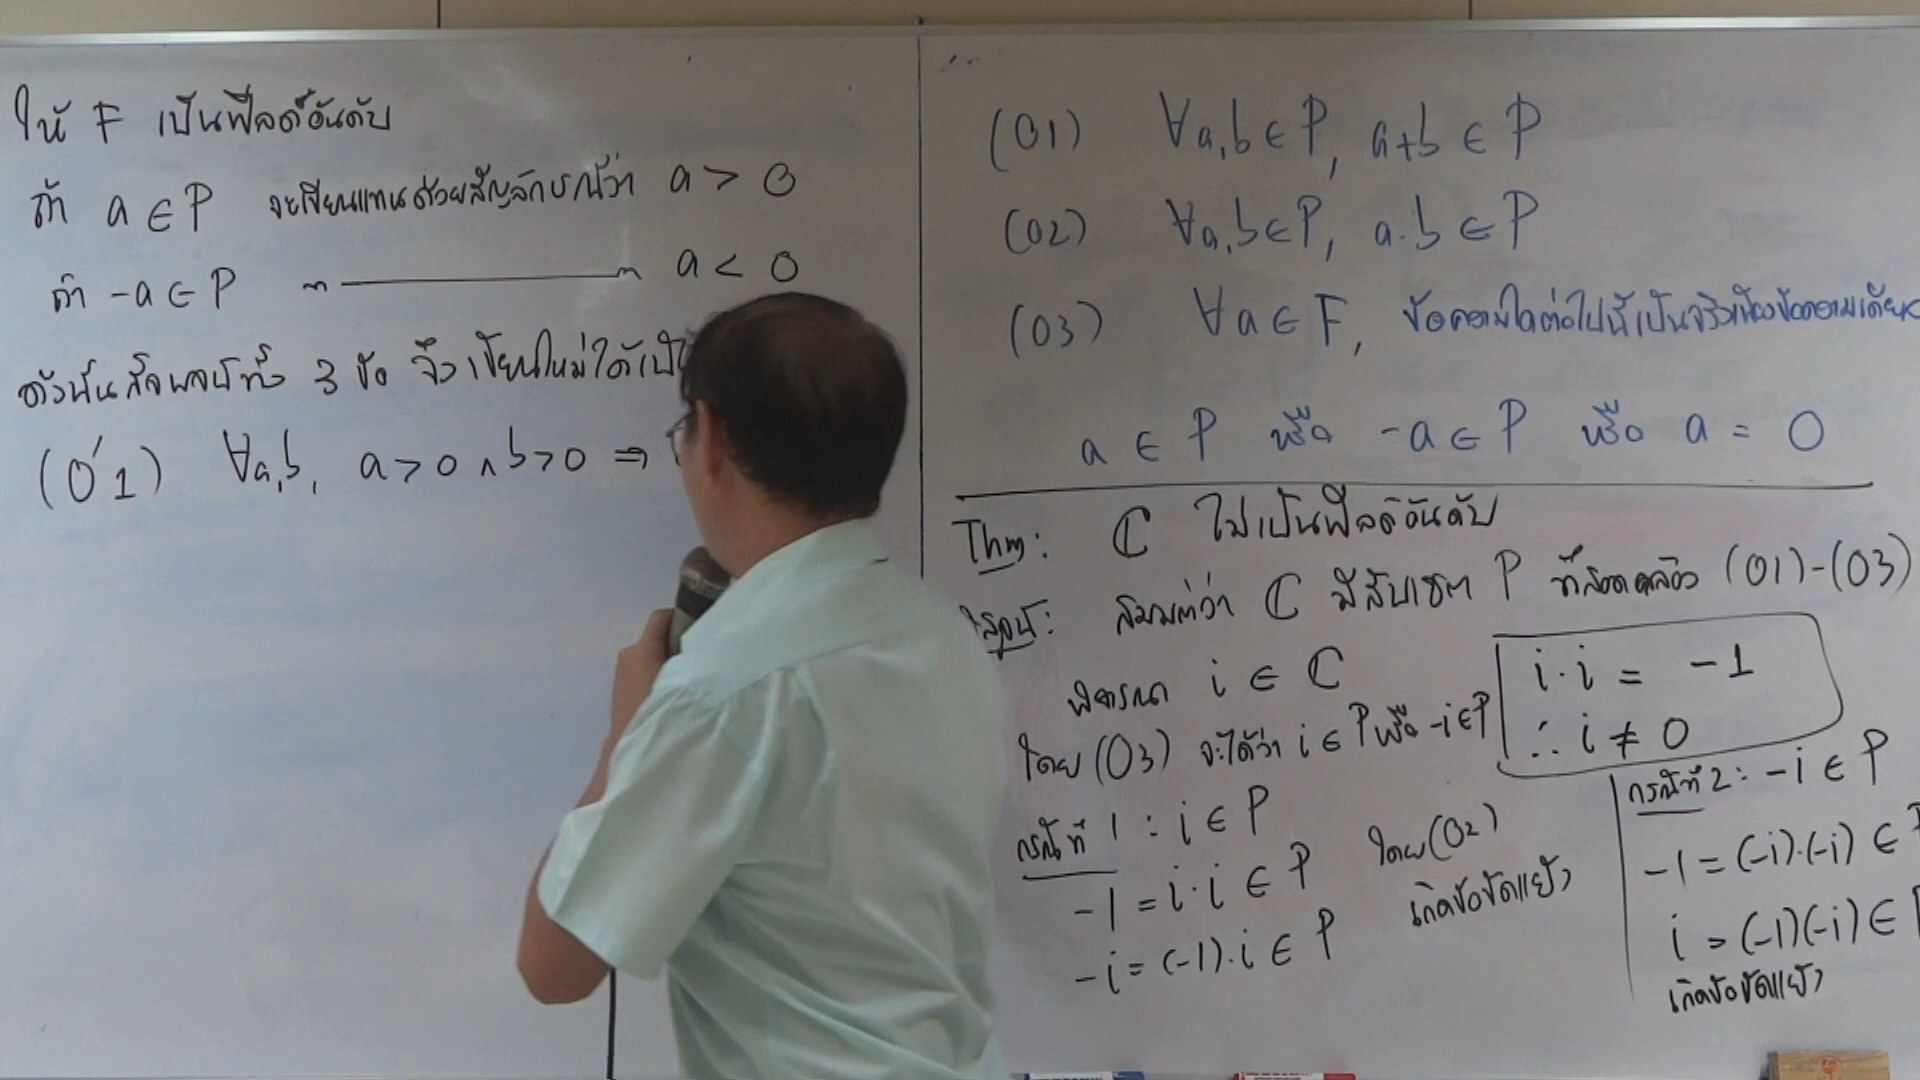 ให้ F เป็นฟีลด์อันดับ
ถ้า a ∈ P จะเขียนแทนด้วยสัญลักษณ์ว่า a > 0
ถ้า -a ∈ P " ——— " a < 0
ดังนั้นสัจพจน์ทั้ง 3 ข้อ จึงเขียนใหม่ได้เป็น
(O'1) ∀a,b, a>0 ∧ b>0 ⇒
(O1) ∀a,b ∈ P, a+b ∈ P
(O2) ∀a,b ∈ P, a·b ∈ P
(O3) ∀a ∈ F, ข้อความใดต่อไปนี้เป็นจริงเพียงข้อความเดียว
a ∈ P หรือ -a ∈ P หรือ a = 0
Thm: ℂ ไม่เป็นฟีลด์อันดับ
พิสูจน์: สมมติว่า ℂ มีสับเซต P ที่สอดคล้อง (O1)-(O3)
พิจารณา i ∈ ℂ
i·i = -1
∴ i ≠ 0
โดย (O3) จะได้ว่า i ∈ P หรือ -i ∈ P
กรณีที่ 1 : i ∈ P
-1 = i·i ∈ P โดย (O2)
-i = (-1)·i ∈ P เกิดข้อขัดแย้ง
กรณีที่ 2 : -i ∈ P
-1 = (-i)·(-i) ∈ P
i = (-1)(-i) ∈ P
เกิดข้อขัดแย้ง